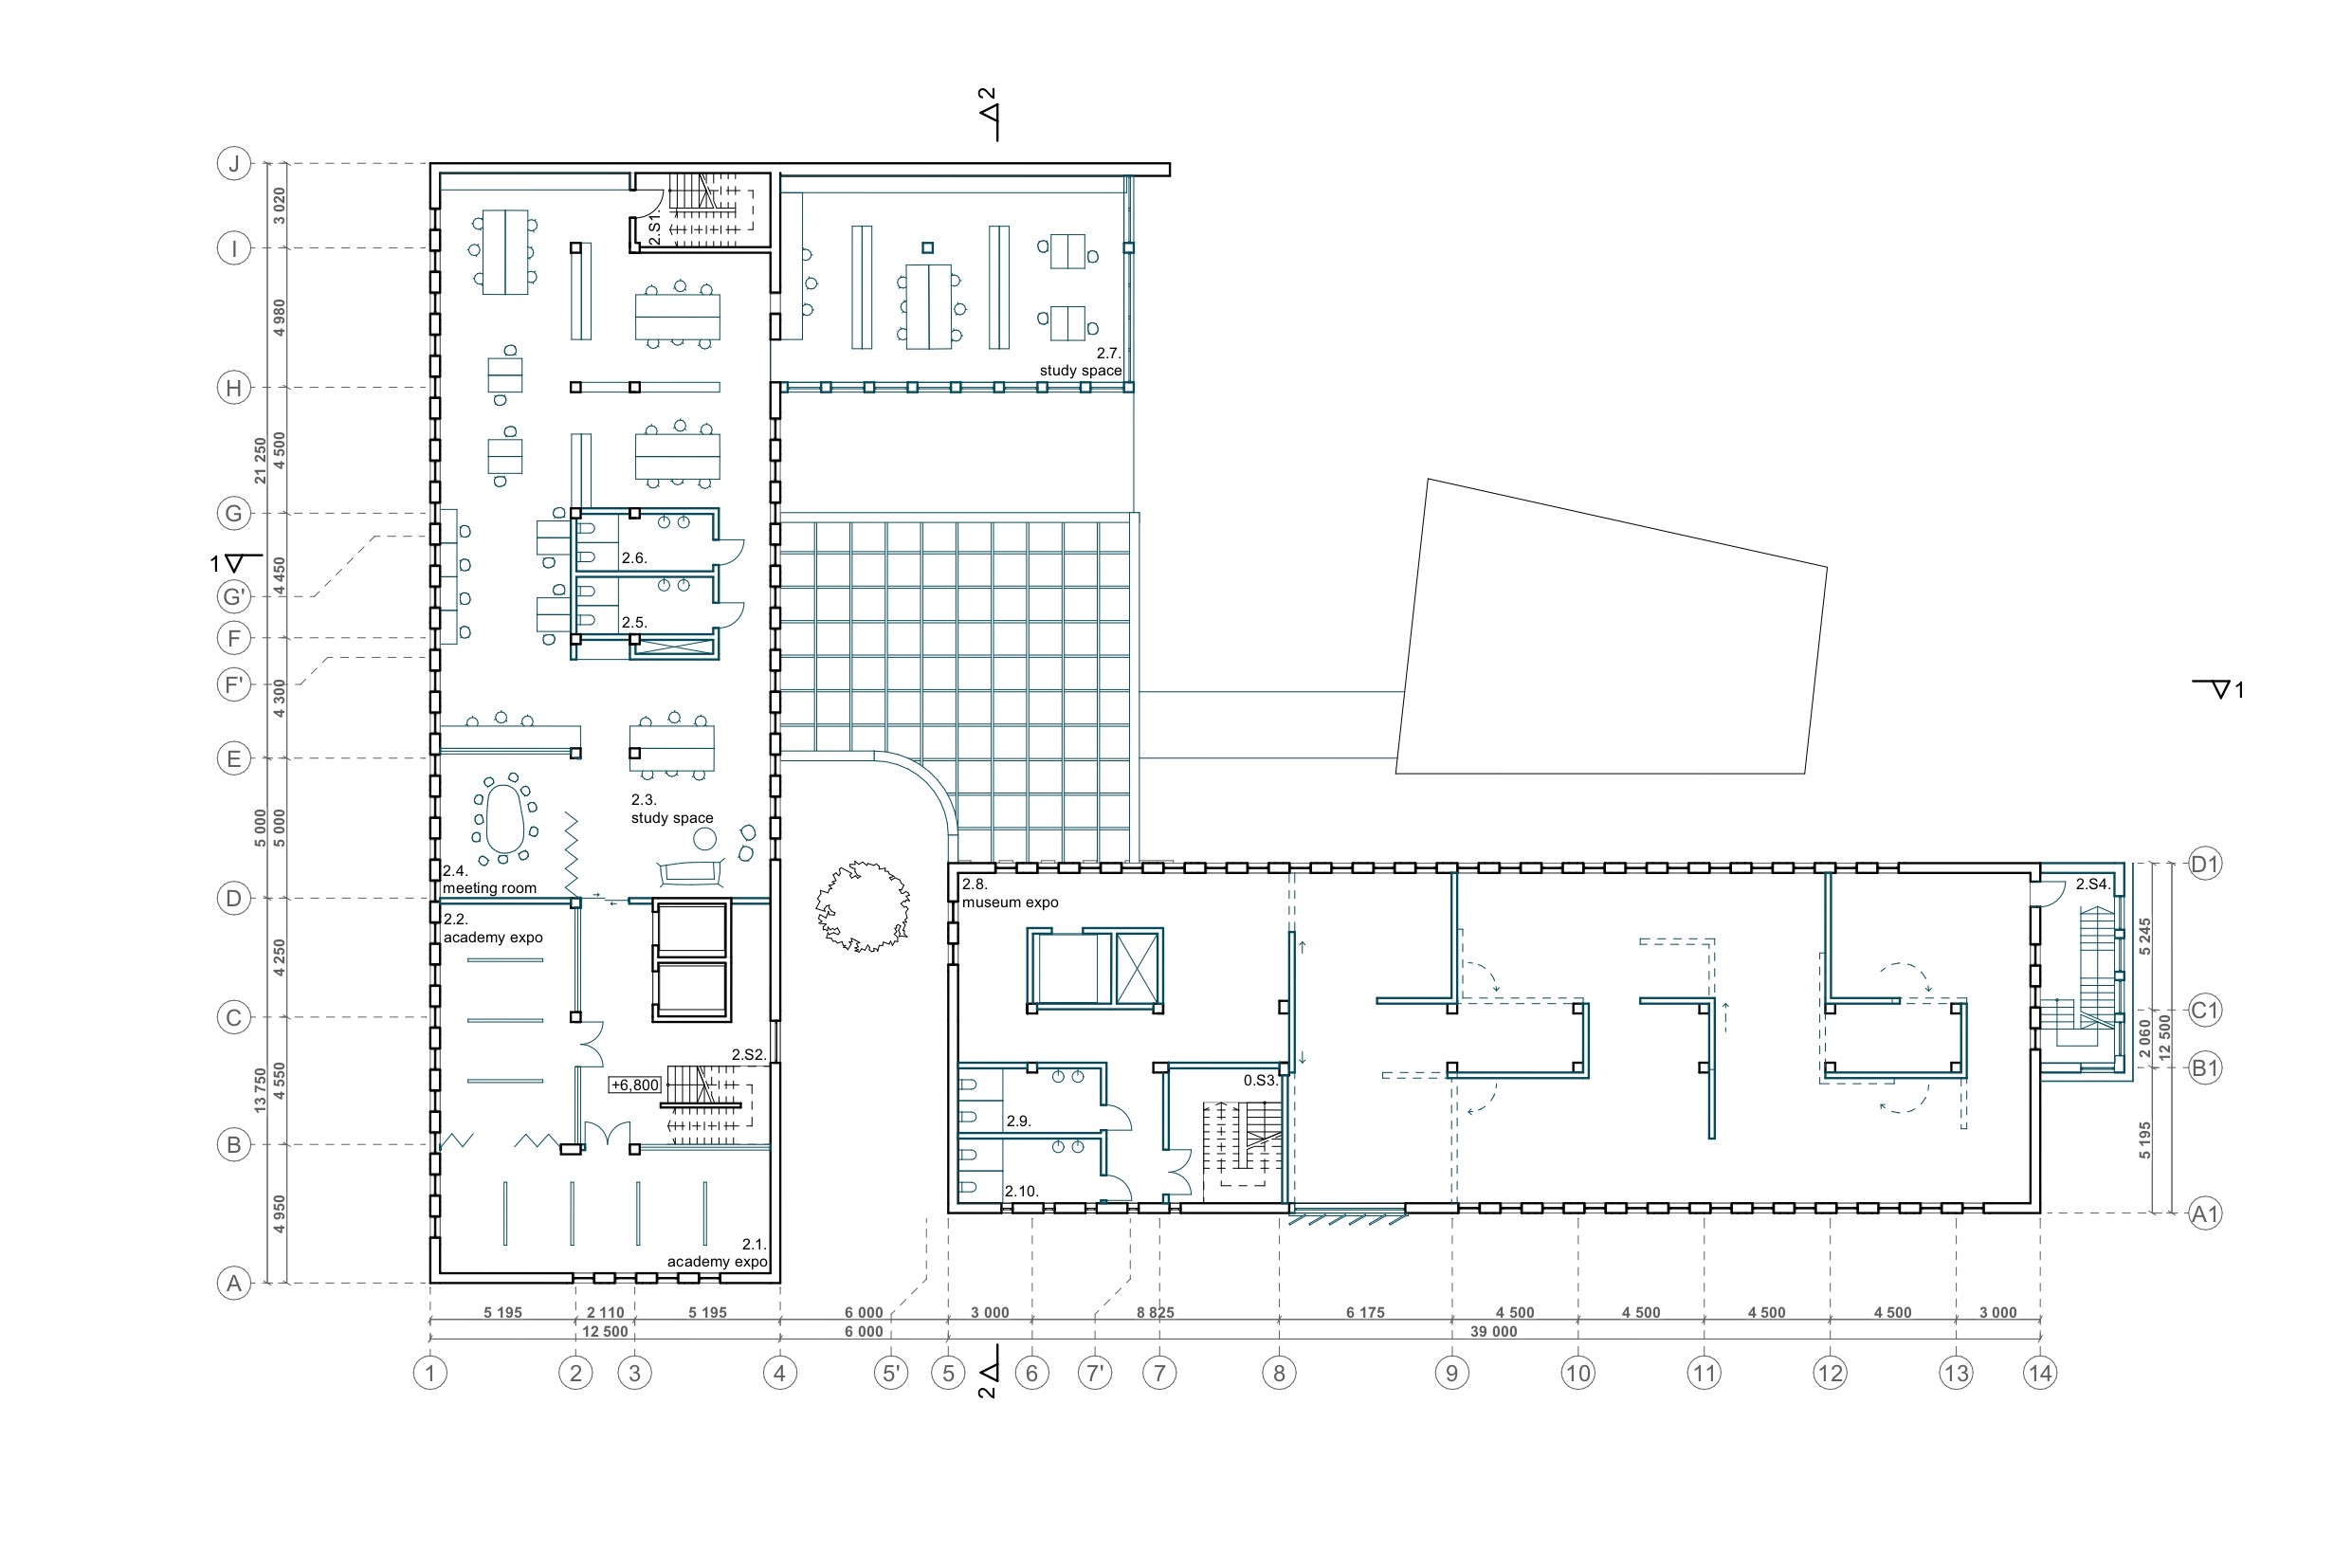 2
J
3 020
2.S1.
I
4 980
2.7.
study space
H
4 500
21 250
G
1
2.6.
4 450
G'
2.5.
F
F'
4 300
1
E
2.3.
study space
5 000
5 000
2.4.
meeting room
D
D1
2.8.
museum expo
2.S4.
2.2.
academy expo
4 250
5 245
C
C1
2.S2.
+6,800
0.S3.
2 060
12 500
B1
4 550
13 750
2.9.
B
5 195
2.10.
4 950
A1
2.1.
academy expo
A
5 195
2 110
5 195
6 000
3 000
8 825
6 175
4 500
4 500
4 500
4 500
3 000
12 500
6 000
39 000
1
2
3
4
5'
5
2
6
7'
7
8
9
10
11
12
13
14